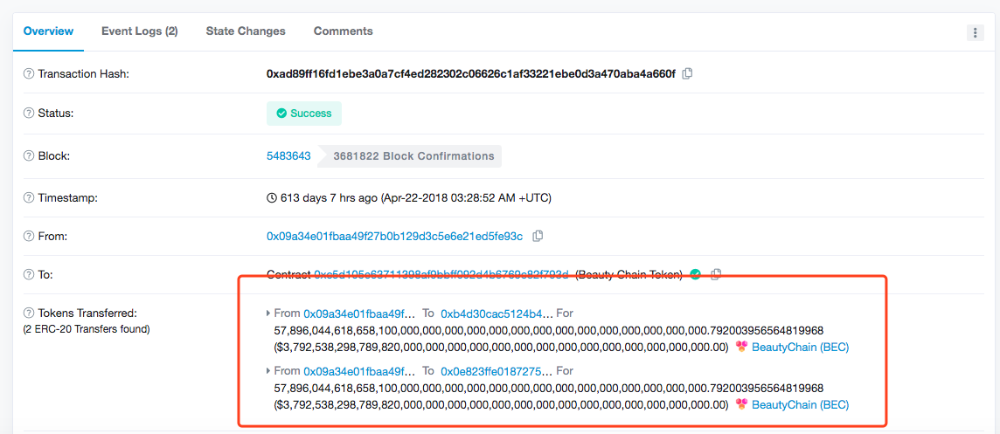 Overview Event Logs (2) State Changes Comments
Transaction Hash: 0xad89ff16fd1ebe3a0a7cf4ed282302c06626c1af33221ebe0d3a470aba4a660f
Status: Success
Block: 5483643 3681822 Block Confirmations
Timestamp: 613 days 7 hrs ago (Apr-22-2018 03:28:52 AM +UTC)
From: 0x09a34e01fbaa49f27b0b129d3c5e6e21ed5fe93c
To: Contract 0xc5d105e63711398af9bbff092d4b6769c82f793d (Beauty Chain Token)
Tokens Transferred: From 0x09a34e01fbaa49f... To 0xb4d30cac5124b4... For
(2 ERC-20 Transfers found) 57,896,044,618,658,100,000,000,000,000,000,000,000,000,000,000,000,000,000,000.792003956564819968
($3,792,538,298,789,820,000,000,000,000,000,000,000,000,000,000,000,000,000,000.00) BeautyChain (BEC)
From 0x09a34e01fbaa49f... To 0x0e823ffe0187275... For
57,896,044,618,658,100,000,000,000,000,000,000,000,000,000,000,000,000,000,000.792003956564819968
($3,792,538,298,789,820,000,000,000,000,000,000,000,000,000,000,000,000,000,000.00) BeautyChain (BEC)